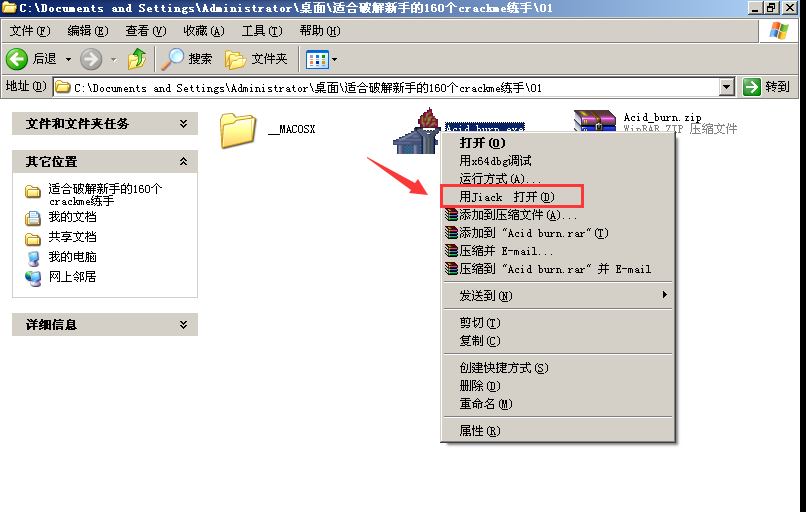 C:\Documents and Settings\Administrator\桌面\适合破解新手的160个crackme练手\01
文件(F) 编辑(E) 查看(V) 收藏(A) 工具(T) 帮助(H)
后退 搜索 文件夹
地址(D) C:\Documents and Settings\Administrator\桌面\适合破解新手的160个crackme练手\01 转到
文件和文件夹任务
其它位置
适合破解新手的160个
crackme练手
我的文档
共享文档
我的电脑
网上邻居
详细信息
__MACOSX
Acid burn.exe
Acid_burn.zip
WinRAR ZIP 压缩文件
打开(O)
用x64dbg调试
运行方式(A)...
用Jiack 打开(D)
添加到压缩文件(A)...
添加到 "Acid burn.rar"(T)
压缩并 E-mail...
压缩到 "Acid burn.rar" 并 E-mail
发送到(N)
剪切(T)
复制(C)
创建快捷方式(S)
删除(D)
重命名(M)
属性(R)